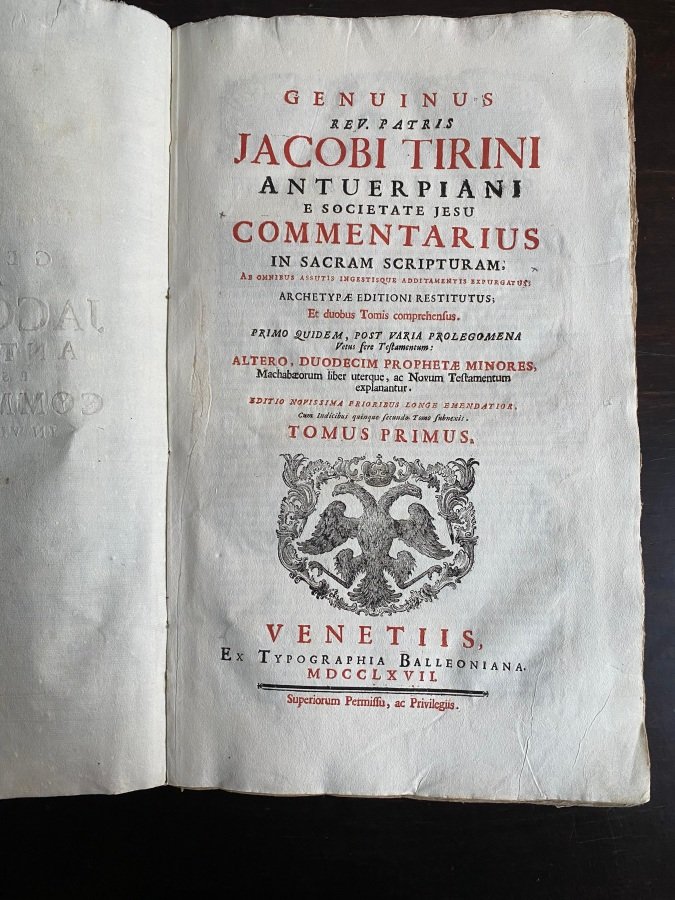 GENUINUS
REV. PATRIS
JACOBI TIRINI
ANTUERPIANI
E SOCIETATE JESU
COMMENTARIUS
IN SACRAM SCRIPTURAM;
AB OMNIBUS ASSUTIS INGESTISQUE ADDITAMENTIS EXPURGATUS;
ARCHETYPÆ EDITIONI RESTITUTUS;
Et duobus Tomis comprehensus.
PRIMO QUIDEM, POST VARIA PROLEGOMENA
Vetus fere Testamentum:
ALTERO, DUODECIM PROPHETÆ MINORES,
Machabæorum liber uterque, ac Novum Testamentum
explanantur.
EDITIO NOVISSIMA PRIORIBUS LONGE EMENDATIOR,
Cum Indicibus quinque secundo Tomo subnexis.
TOMUS PRIMUS.
VENETIIS,
EX TYPOGRAPHIA BALLEONIANA.
MDCCLXVII.
Superiorum Permissu, ac Privilegiis.